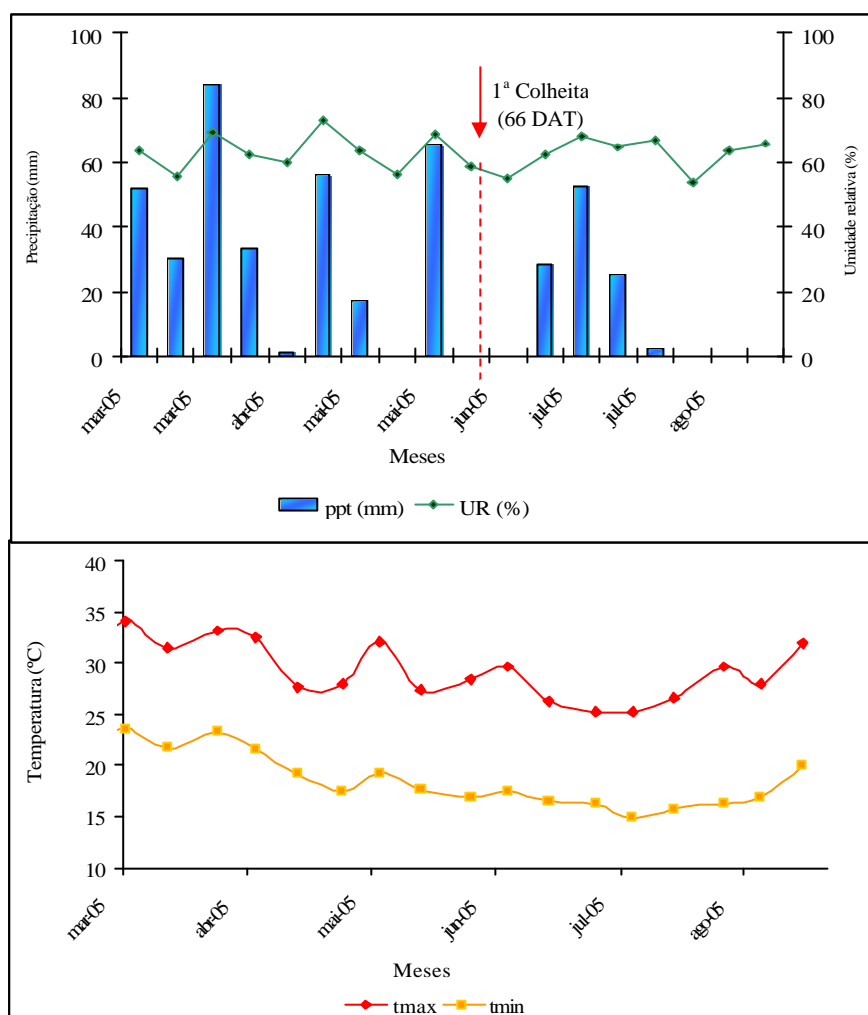 100
80
60
40
20
0
Precipitação (mm)
1ª Colheita
(66 DAT)
100
80
60
40
20
0
Umidade relativa (%)
mar-05
mar-05
abr-05
mai-05
mai-05
jun-05
jul-05
jul-05
ago-05
Meses
ppt (mm)
UR (%)
40
35
30
25
20
15
10
Temperatura (ºC)
mar-05
abr-05
mai-05
jun-05
jul-05
ago-05
Meses
tmax
tmin